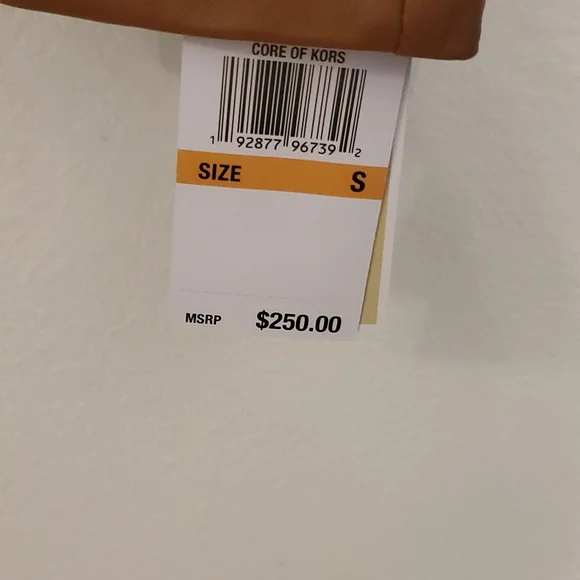 CORE OF KORS
1 92877 96739 2
SIZE S
MSRP $250.00